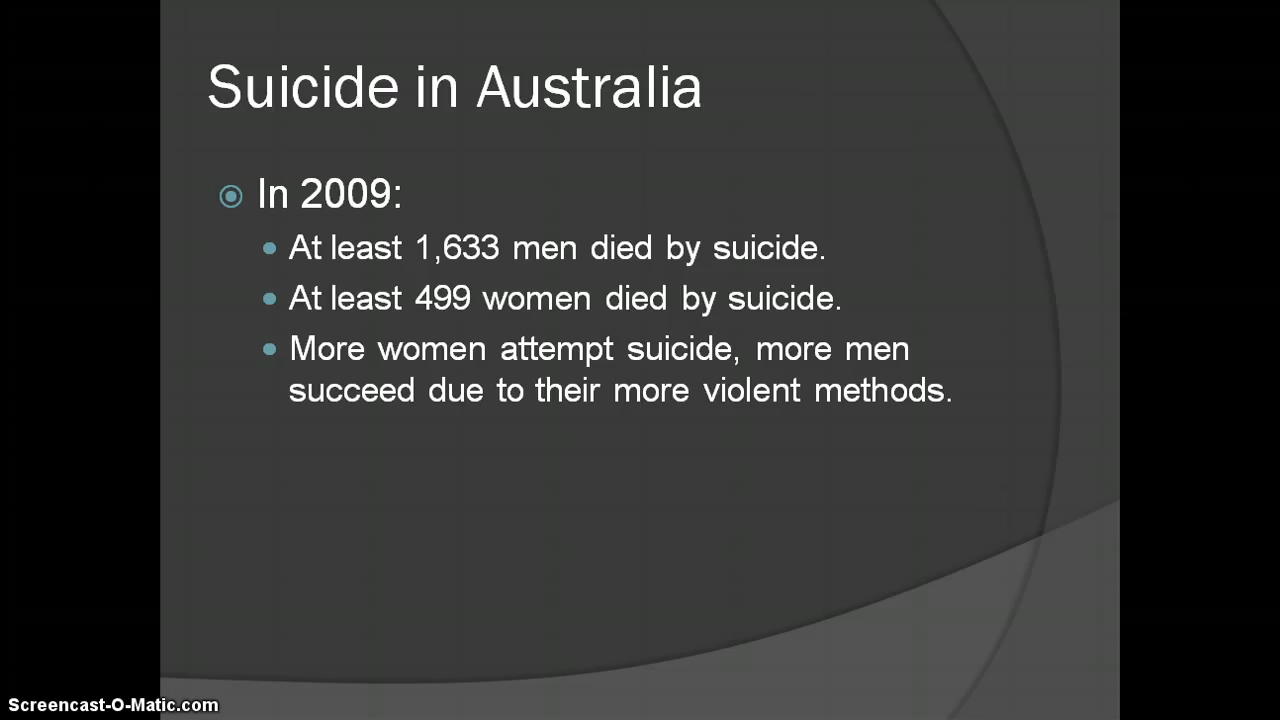 Suicide in Australia
In 2009:
At least 1,633 men died by suicide.
At least 499 women died by suicide.
More women attempt suicide, more men
succeed due to their more violent methods.
Screencast-O-Matic.com